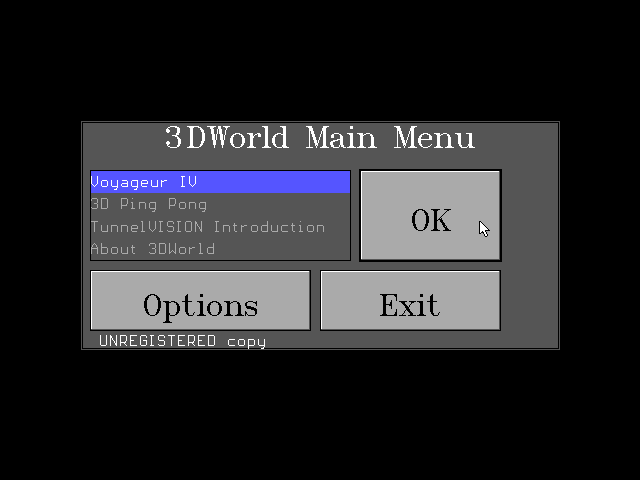 3DWorld Main Menu
Voyageur IV
3D Ping Pong
TunnelVISION Introduction
About 3DWorld
OK
Options
Exit
UNREGISTERED copy